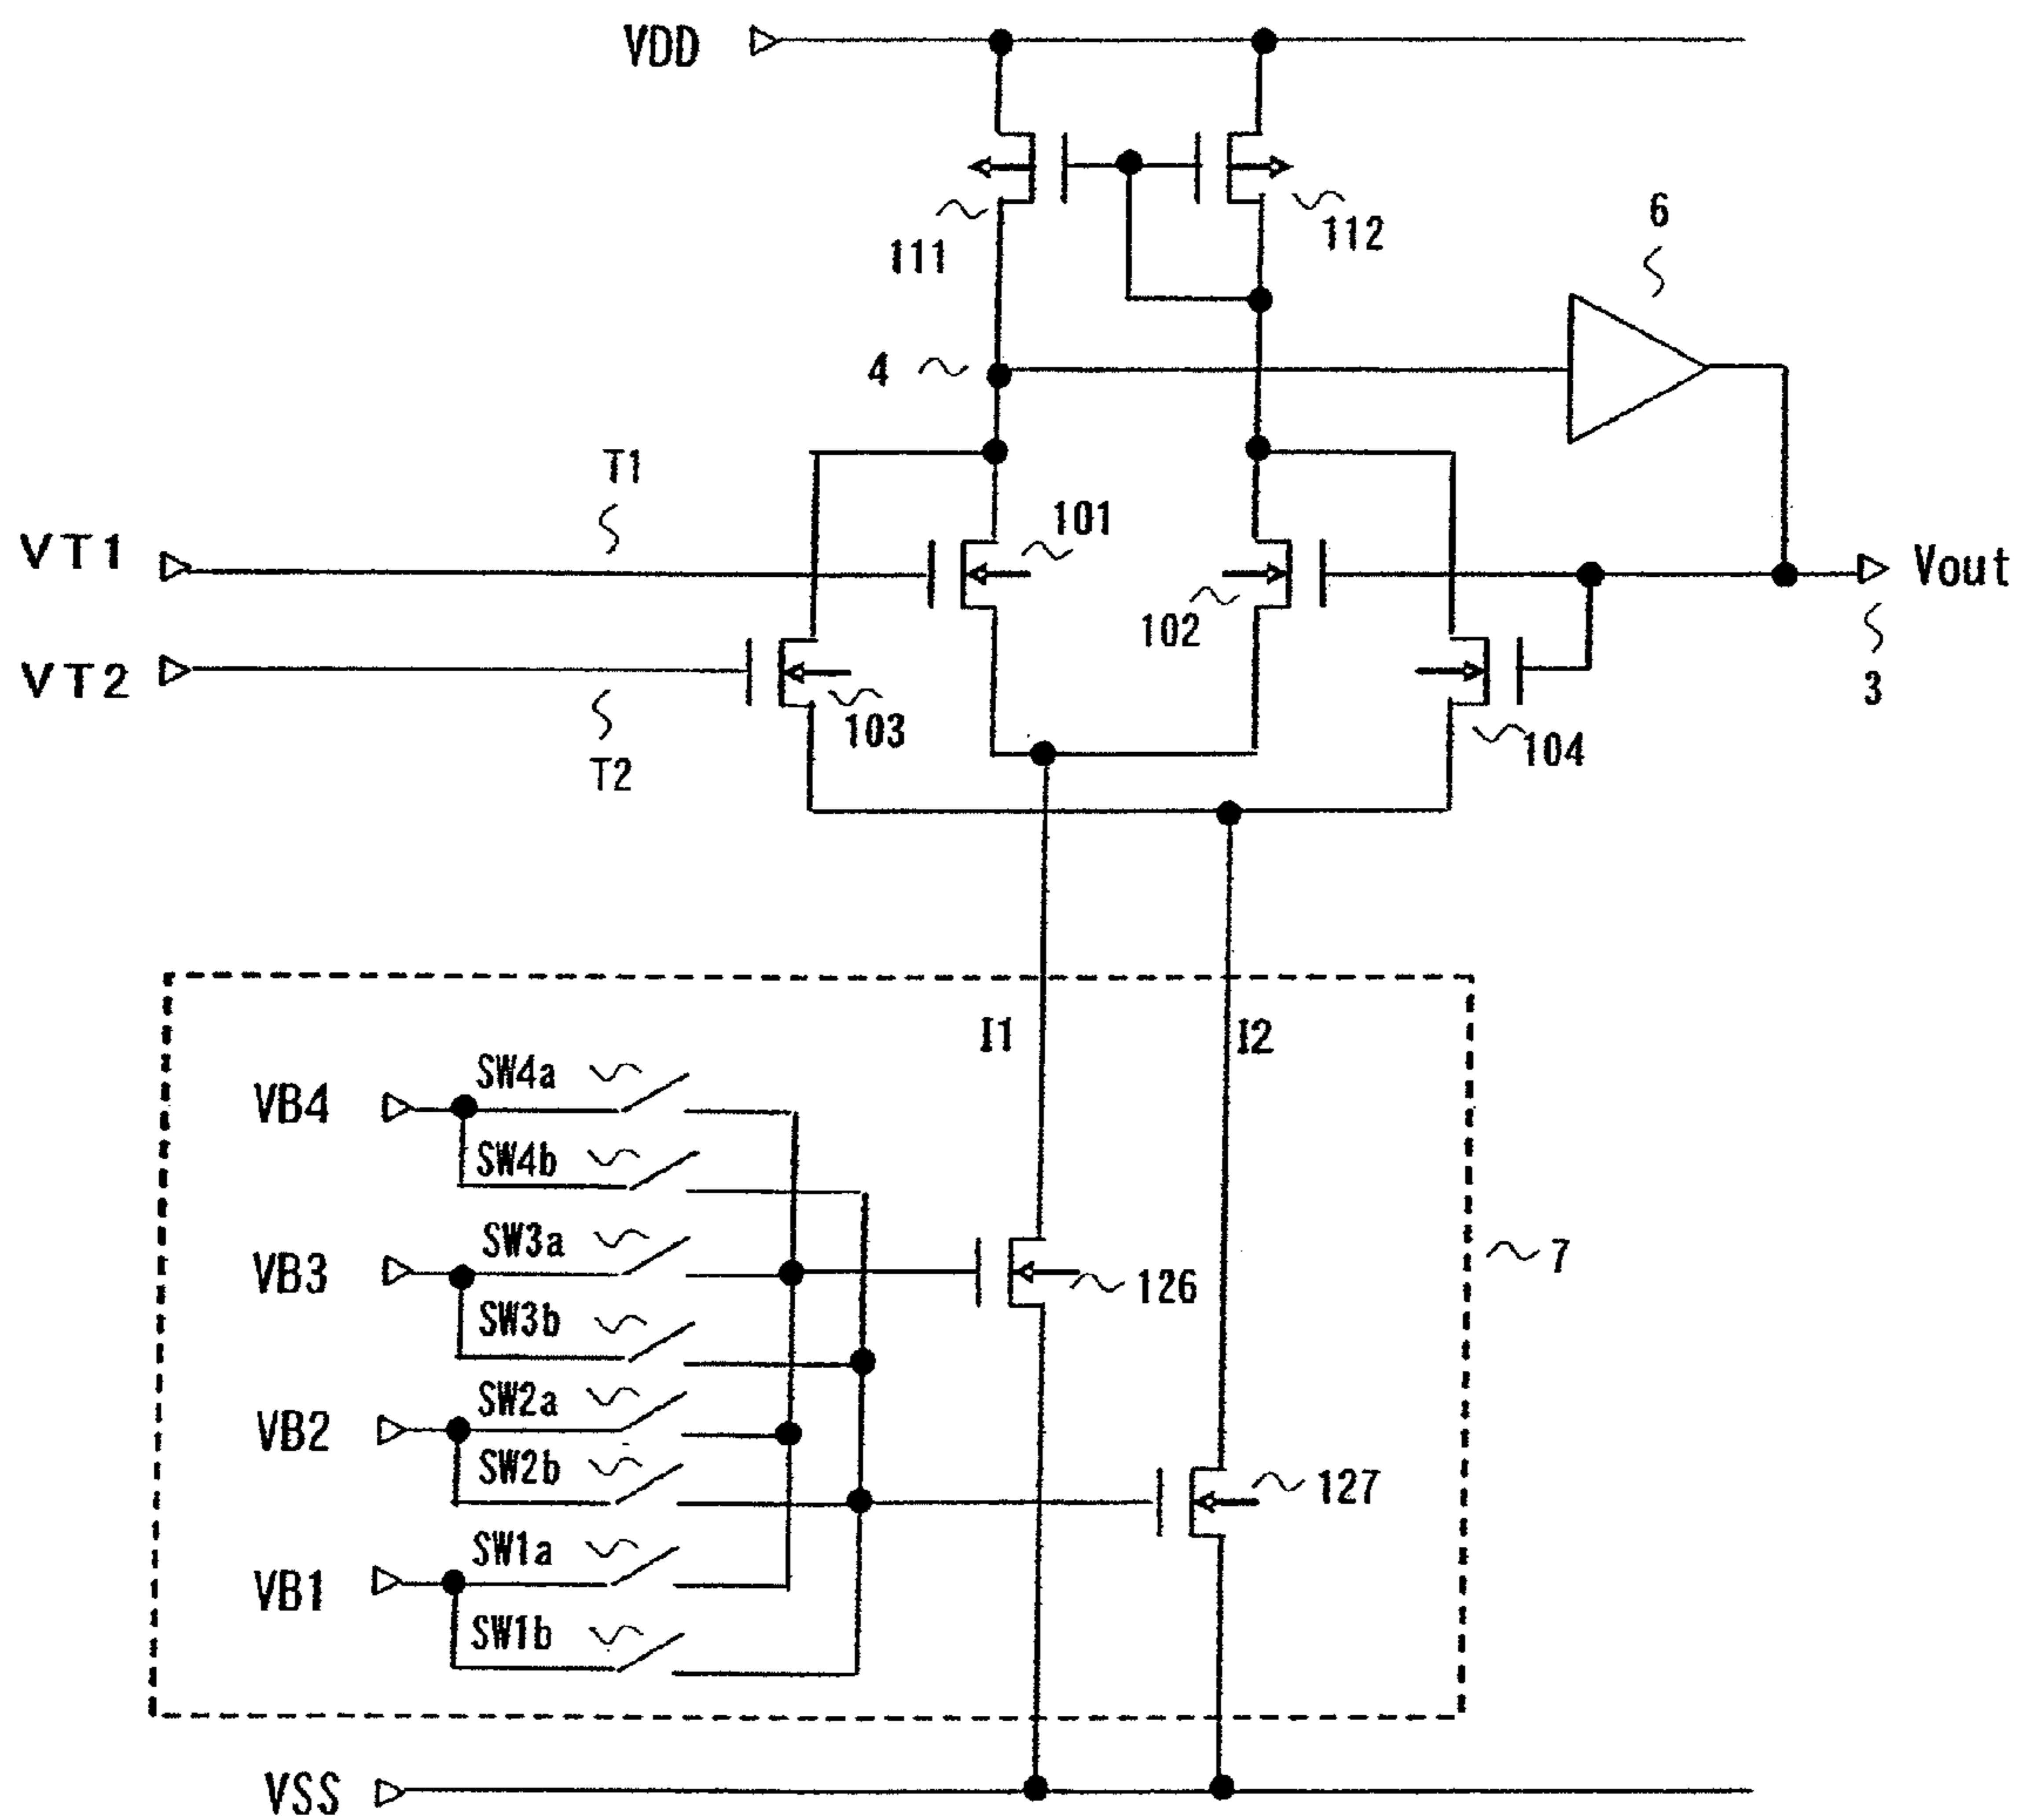 VDD
111
112
6
4
T1
VT1
101
102
Vout
VT2
103
104
3
T2
I1
I2
SW4a
VB4
SW4b
SW3a
VB3
126
7
SW3b
SW2a
VB2
SW2b
127
SW1a
VB1
SW1b
VSS